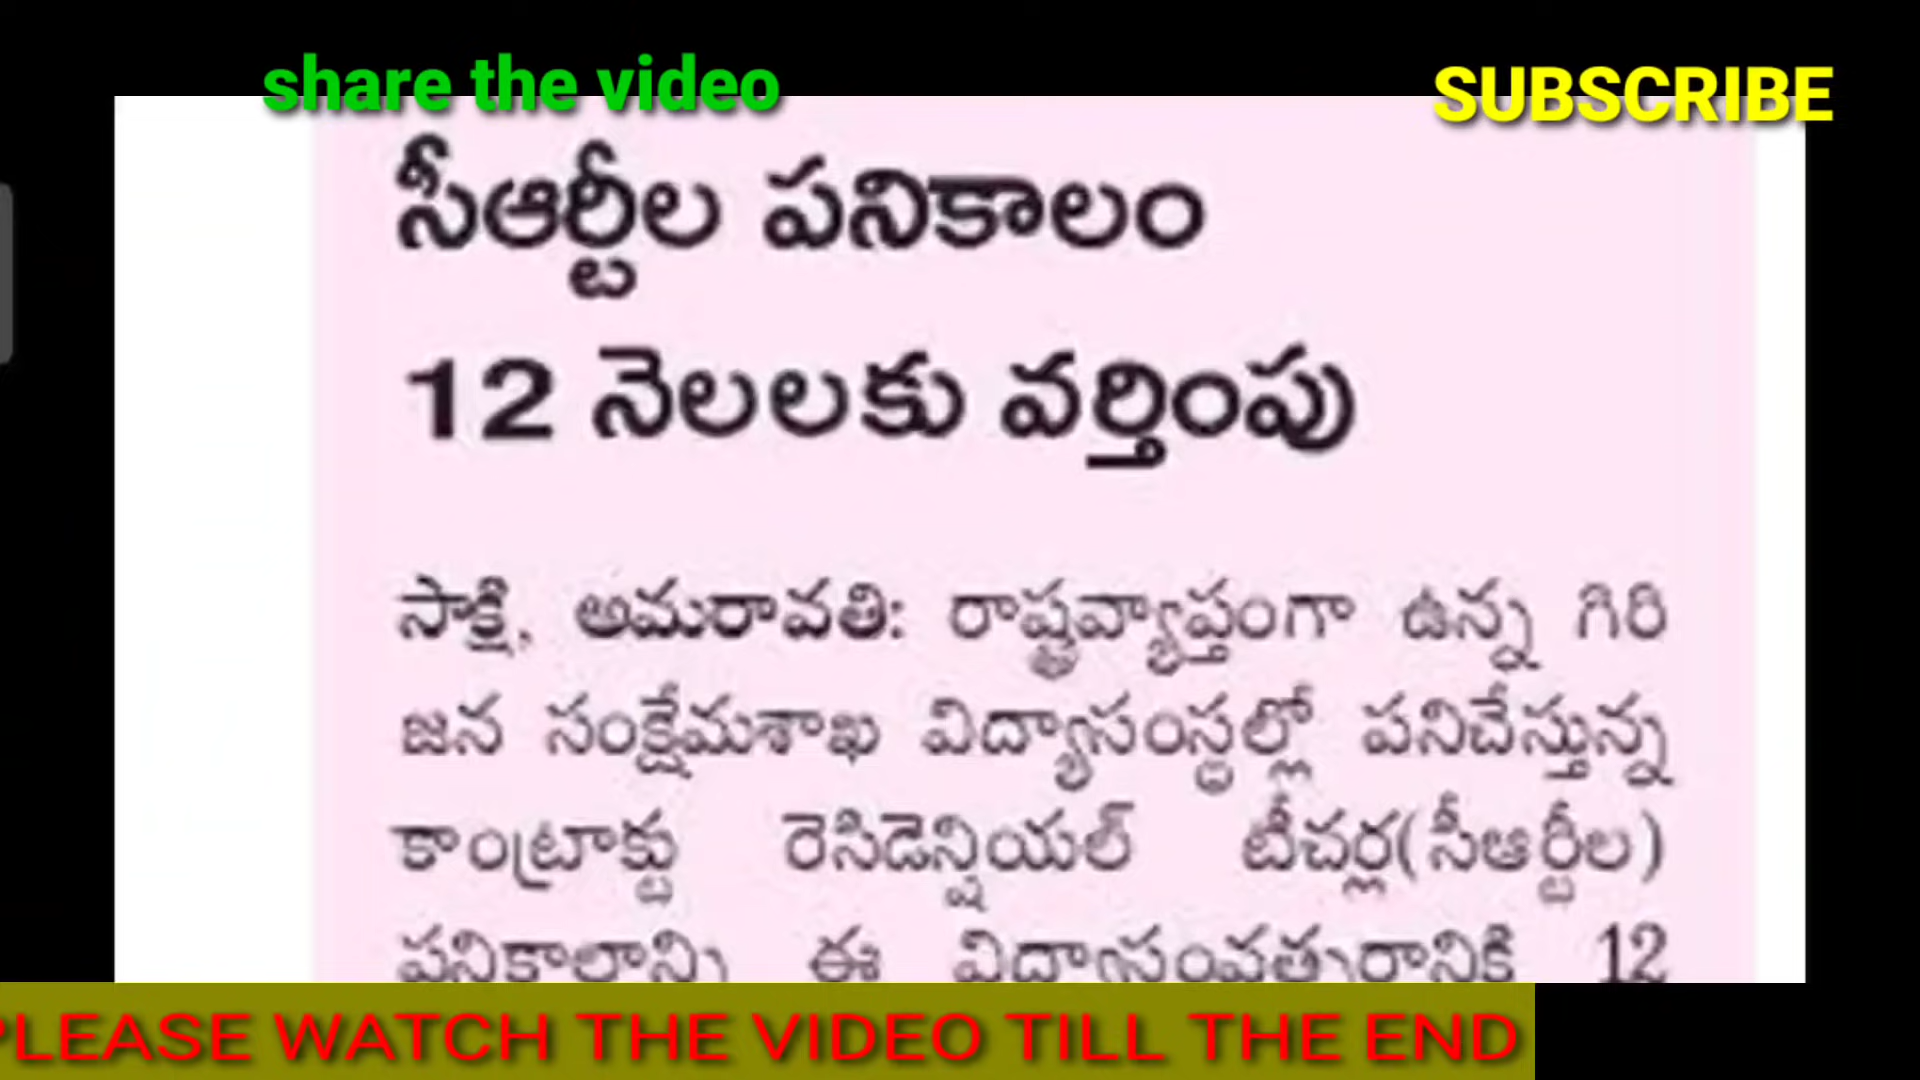 share the video
SUBSCRIBE
సీఆర్టీల పనికాలం
12 నెలలకు వర్తింపు
సాక్షి, అమరావతి: రాష్ట్రవ్యాప్తంగా ఉన్న గిరి
జన సంక్షేమశాఖ విద్యాసంస్థల్లో పనిచేస్తున్న
కాంట్రాక్టు రెసిడెన్షియల్ టీచర్ల(సీఆర్టీల)
పనికాలాన్ని ఈ విద్యాసంవత్సరానికి 12
PLEASE WATCH THE VIDEO TILL THE END